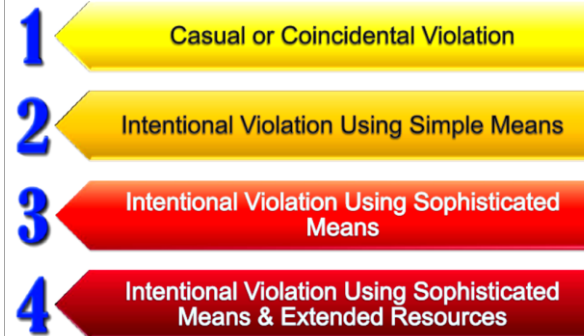 1
Casual or Coincidental Violation
2
Intentional Violation Using Simple Means
3
Intentional Violation Using Sophisticated
Means
4
Intentional Violation Using Sophisticated
Means & Extended Resources